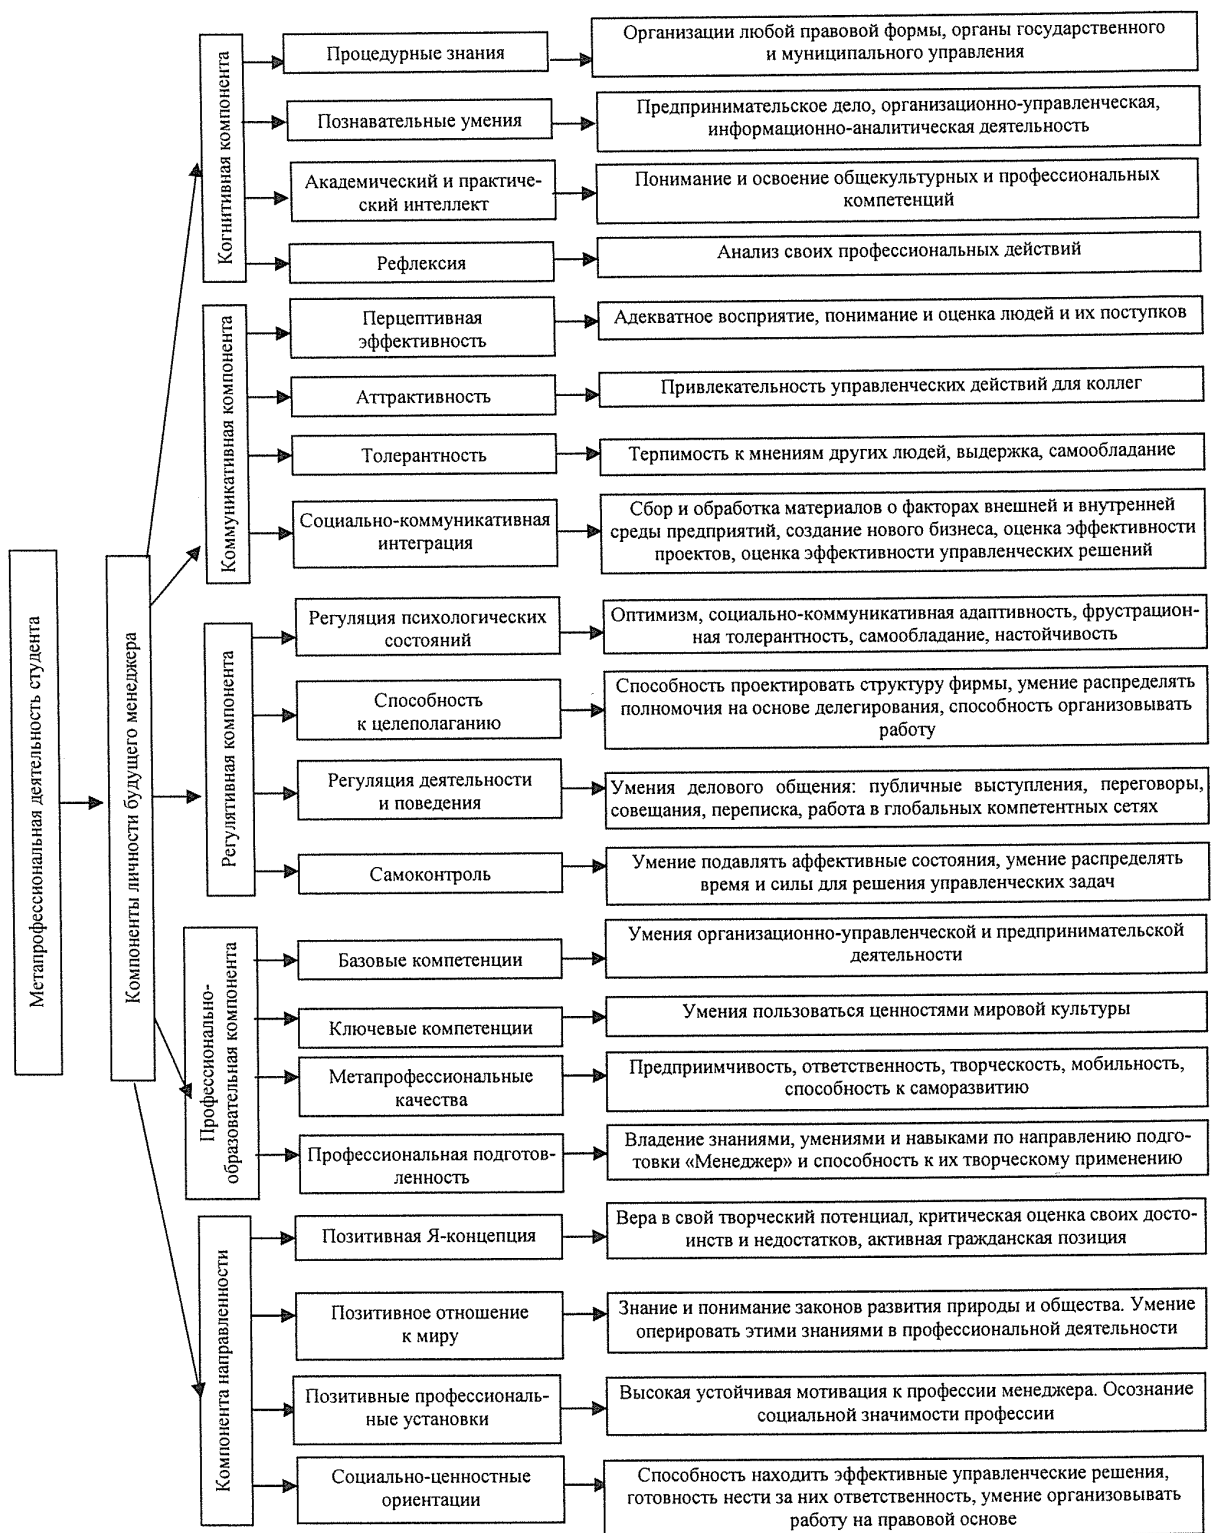 Метапрофессиональная деятельность студента
Компоненты личности будущего менеджера
Когнитивная компонента
Процедурные знания
Организации любой правовой формы, органы государственного
и муниципального управления
Познавательные умения
Предпринимательское дело, организационно-управленческая,
информационно-аналитическая деятельность
Академический и практиче-
ский интеллект
Понимание и освоение общекультурных и профессиональных
компетенций
Рефлексия
Анализ своих профессиональных действий
Коммуникативная компонента
Перцептивная
эффективность
Адекватное восприятие, понимание и оценка людей и их поступков
Аттрактивность
Привлекательность управленческих действий для коллег
Толерантность
Терпимость к мнениям других людей, выдержка, самообладание
Социально-коммуникативная
интеграция
Сбор и обработка материалов о факторах внешней и внутренней
среды предприятий, создание нового бизнеса, оценка эффективности
проектов, оценка эффективности управленческих решений
Регулятивная компонента
Регуляция психологических
состояний
Оптимизм, социально-коммуникативная адаптивность, фрустрацион-
ная толерантность, самообладание, настойчивость
Способность
к целеполаганию
Способность проектировать структуру фирмы, умение распределять
полномочия на основе делегирования, способность организовывать
работу
Регуляция деятельности
и поведения
Умения делового общения: публичные выступления, переговоры,
совещания, переписка, работа в глобальных компетентных сетях
Самоконтроль
Умение подавлять аффективные состояния, умение распределять
время и силы для решения управленческих задач
Профессионально-
образовательная компонента
Базовые компетенции
Умения организационно-управленческой и предпринимательской
деятельности
Ключевые компетенции
Умения пользоваться ценностями мировой культуры
Метапрофессиональные
качества
Предприимчивость, ответственность, творческость, мобильность,
способность к саморазвитию
Профессиональная подготов-
ленность
Владение знаниями, умениями и навыками по направлению подго-
товки «Менеджер» и способность к их творческому применению
Компонента направленности
Позитивная Я-концепция
Вера в свой творческий потенциал, критическая оценка своих досто-
инств и недостатков, активная гражданская позиция
Позитивное отношение
к миру
Знание и понимание законов развития природы и общества. Умение
оперировать этими знаниями в профессиональной деятельности
Позитивные профессиональ-
ные установки
Высокая устойчивая мотивация к профессии менеджера. Осознание
социальной значимости профессии
Социально-ценностные
ориентации
Способность находить эффективные управленческие решения,
готовность нести за них ответственность, умение организовывать
работу на правовой основе